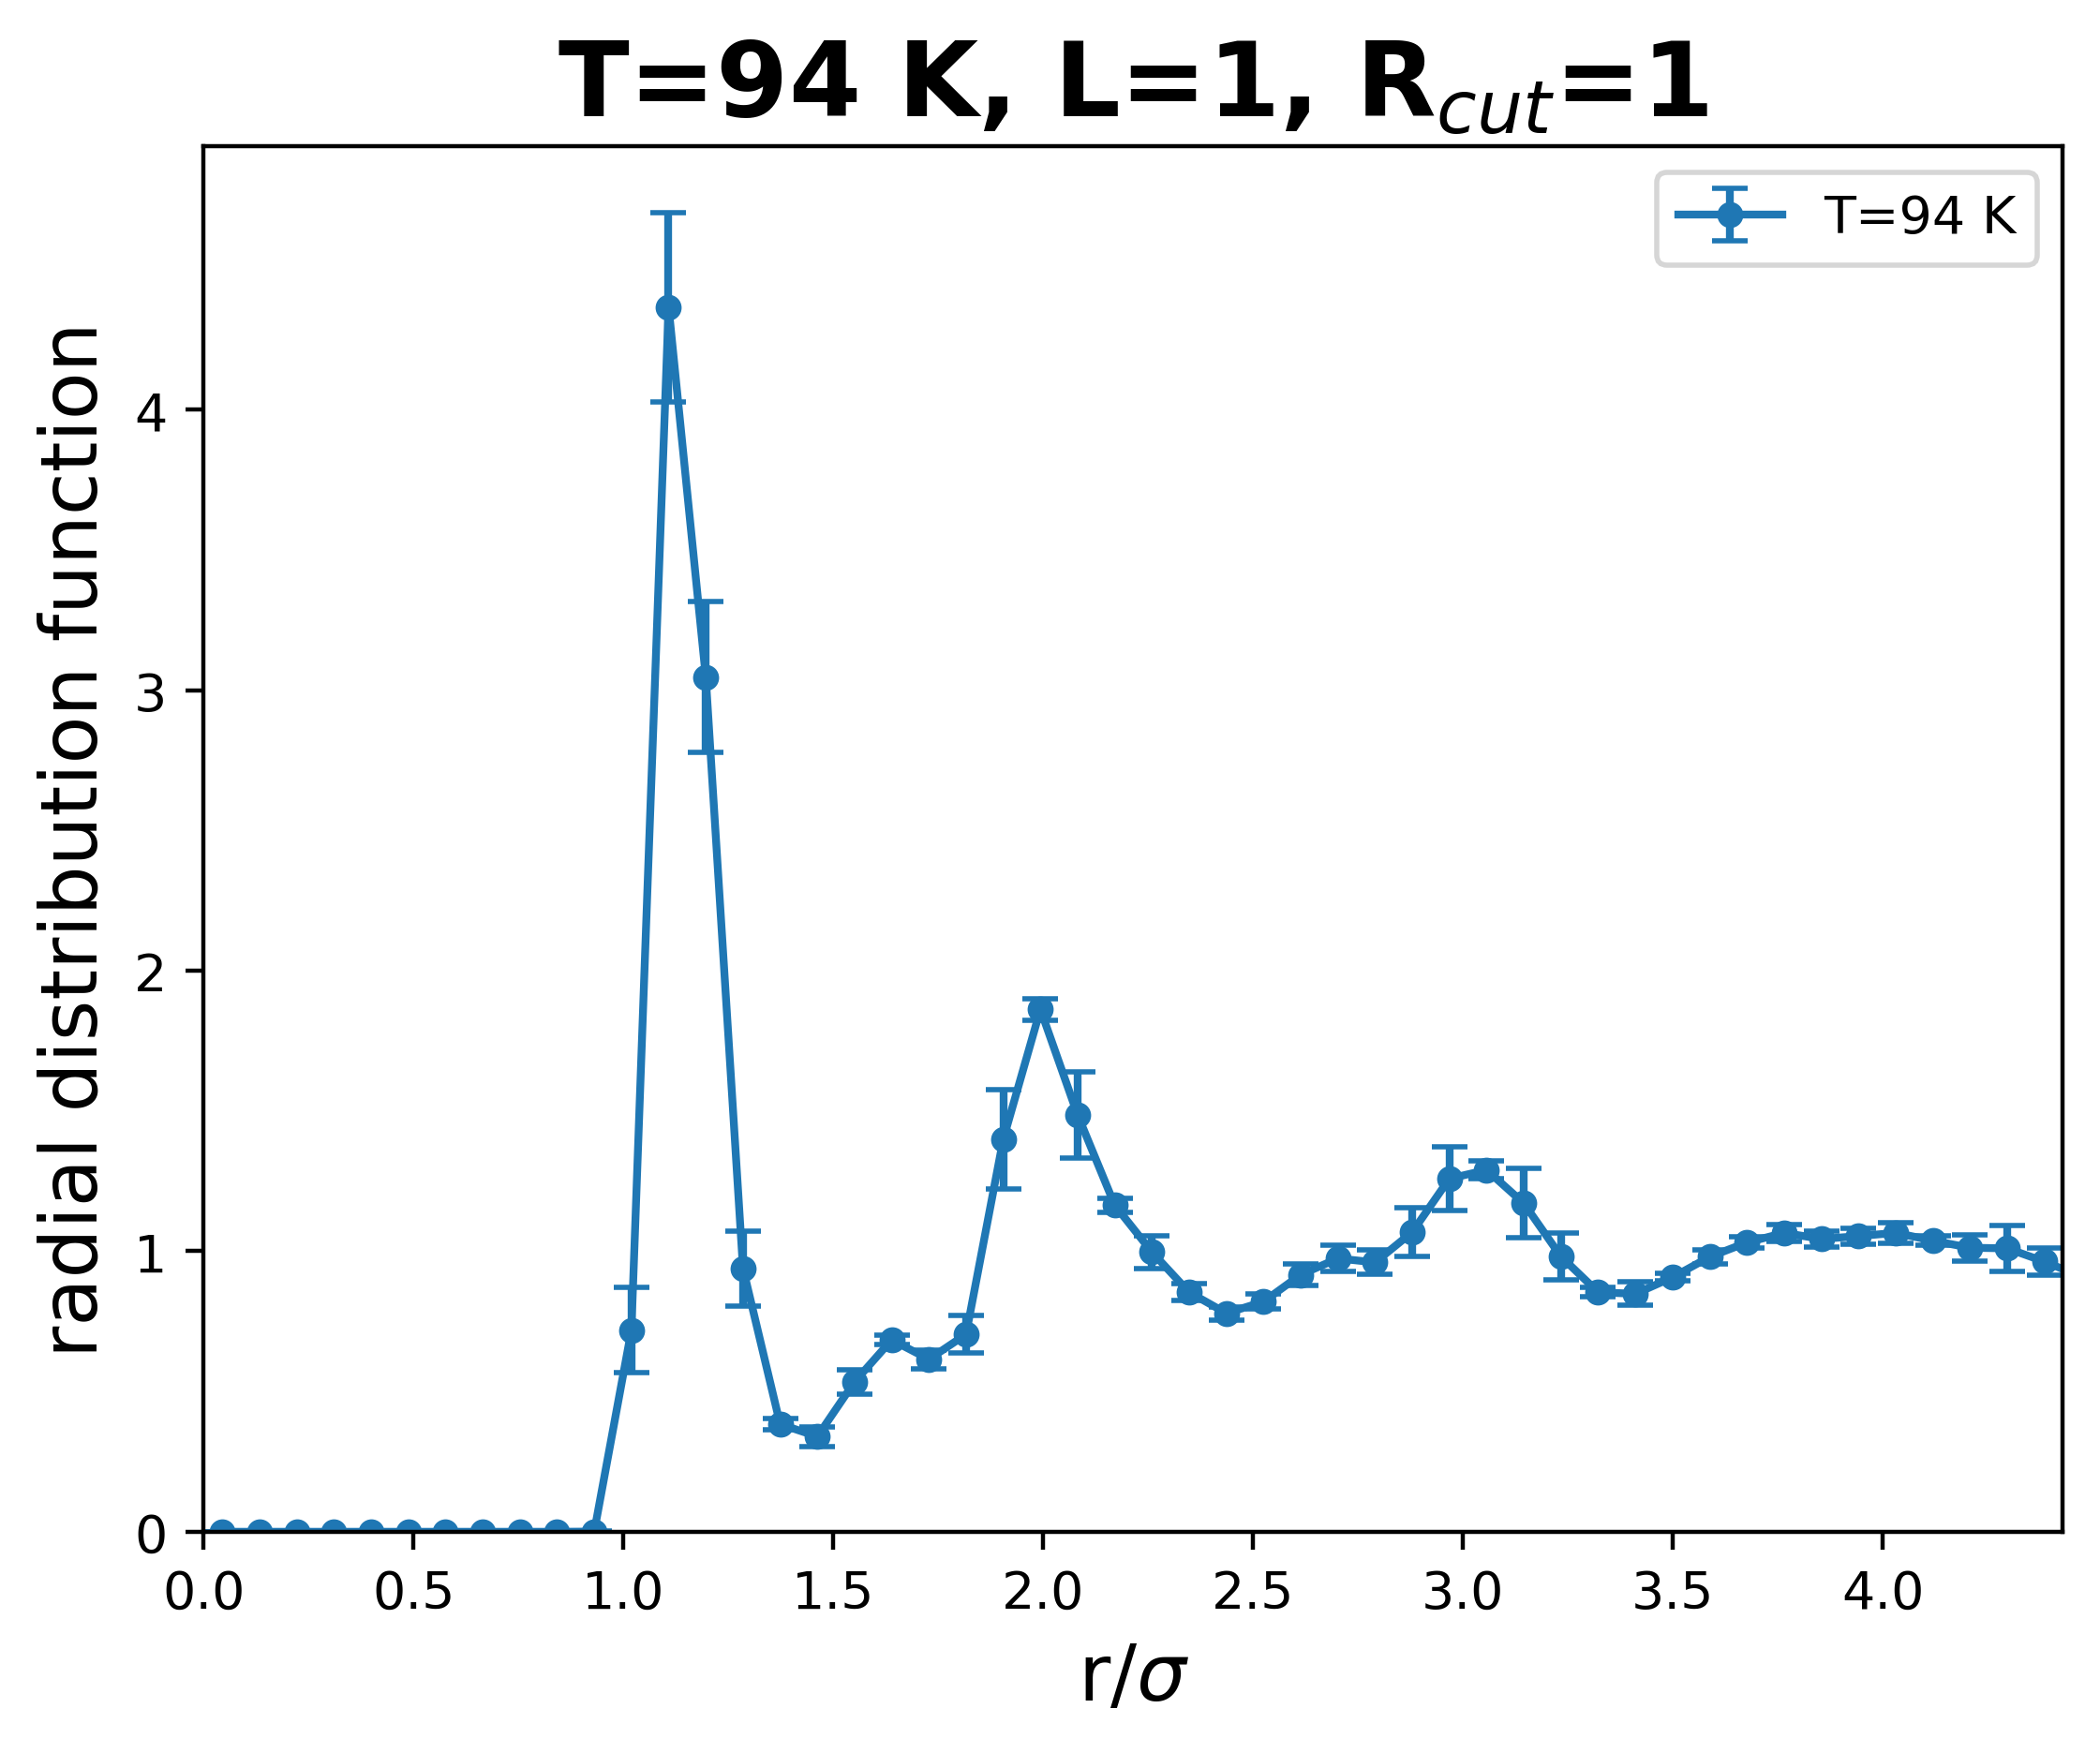 T=94 K, L=1, R_cut=1
T=94 K
radial distribution function
4
3
2
1
0
0.0 0.5 1.0 1.5 2.0 2.5 3.0 3.5 4.0
r/σ